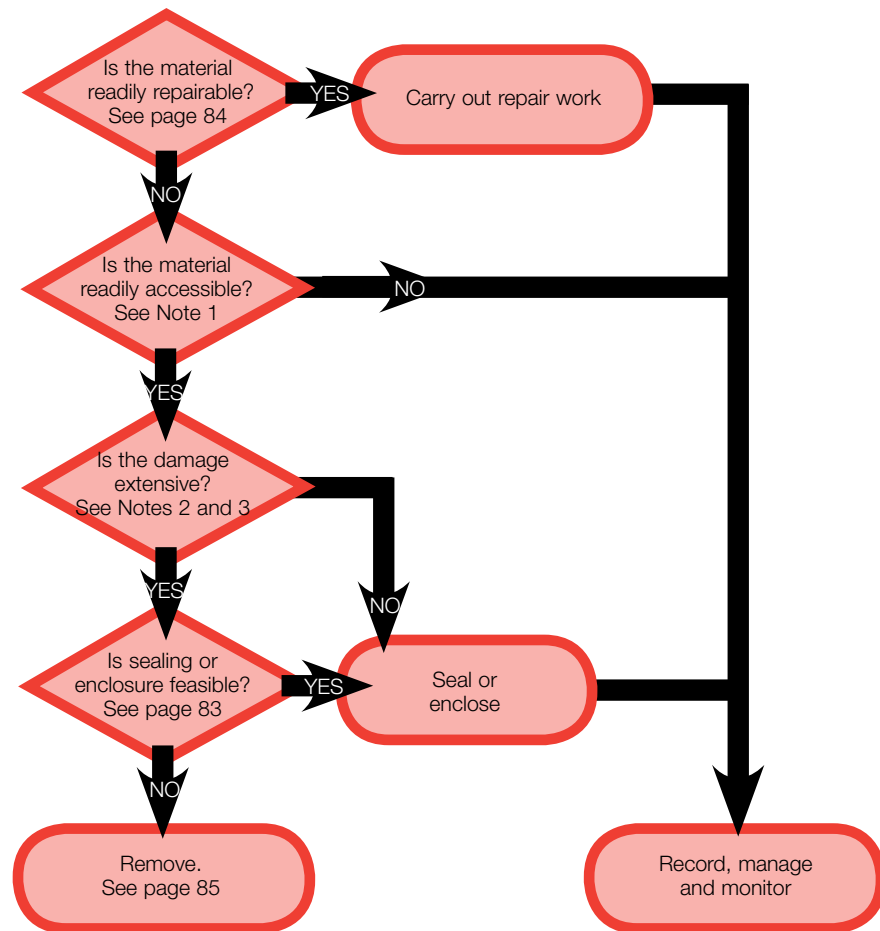 Is the material
readily repairable?
See page 84
YES
Carry out repair work
NO
Is the material
readily accessible?
See Note 1
NO
YES
Is the damage
extensive?
See Notes 2 and 3
YES
NO
Is sealing or
enclosure feasible?
See page 83
YES
Seal or
enclose
NO
Remove.
See page 85
Record, manage
and monitor